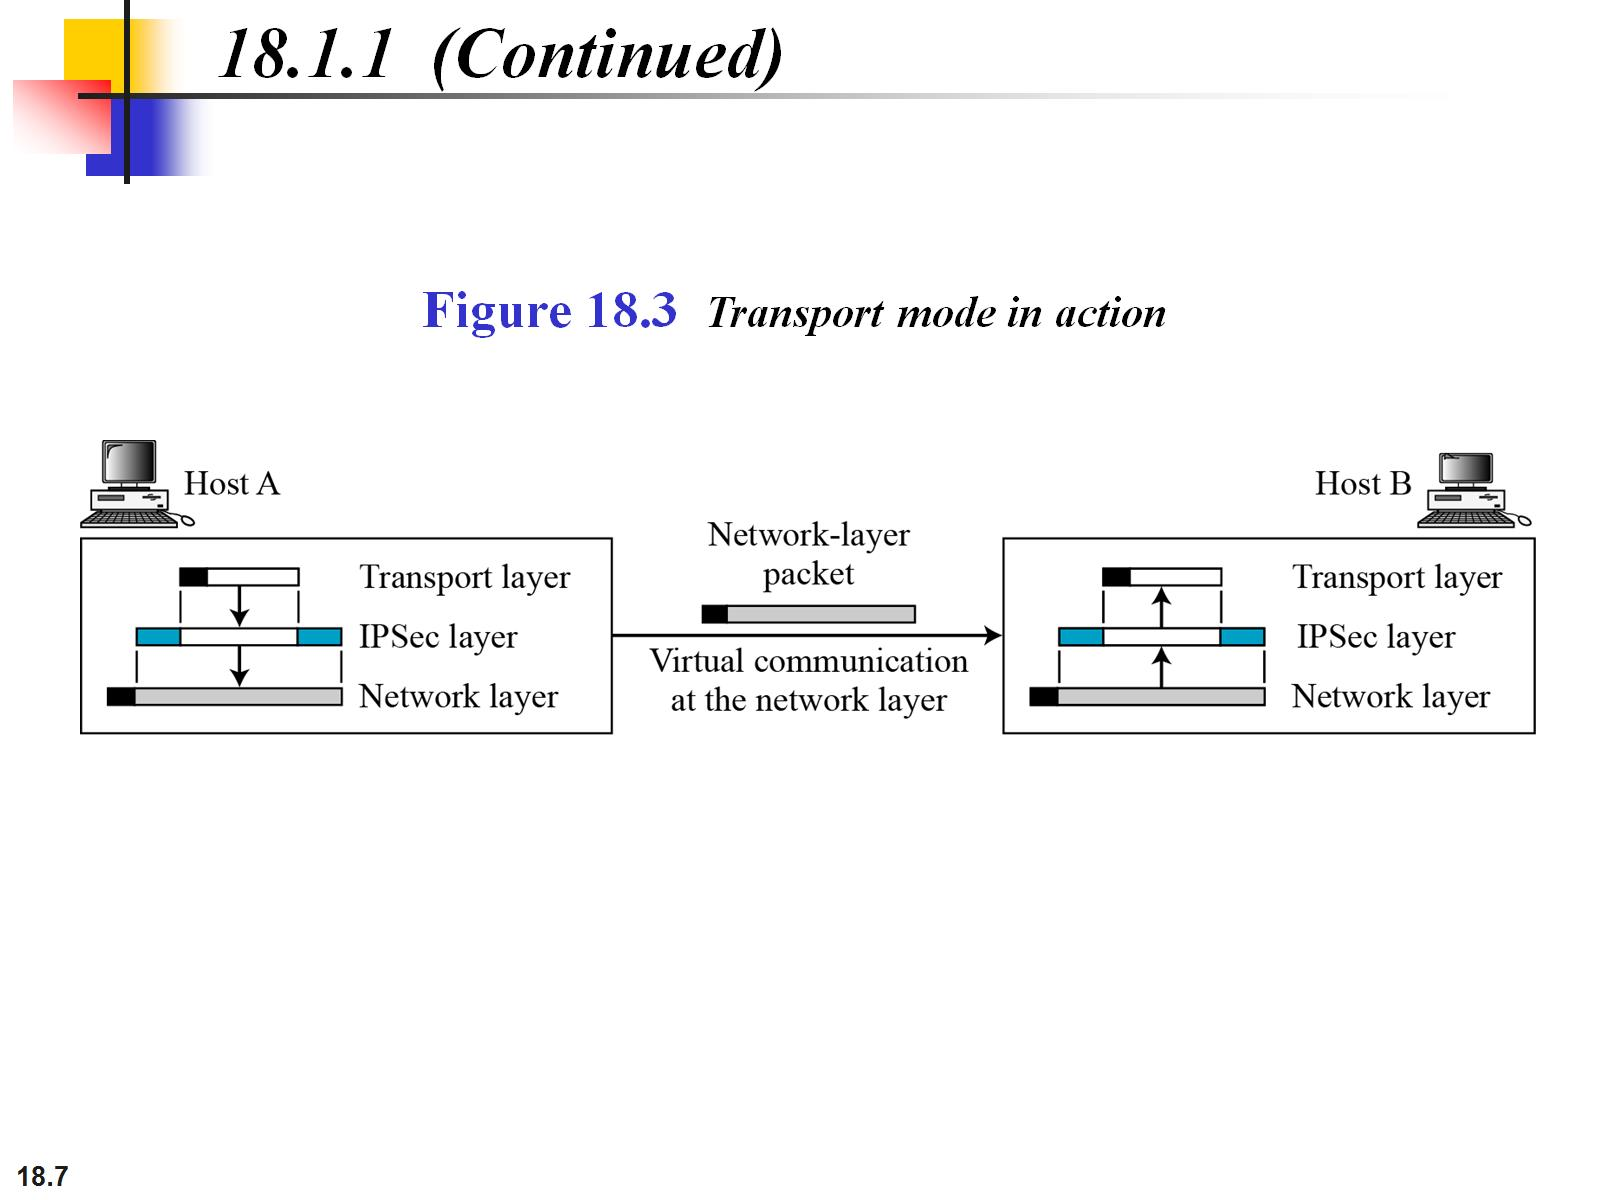 18.1.1 (Continued)
Figure 18.3 Transport mode in action
Host A
Transport layer
IPSec layer
Network layer
Network-layer
packet
Virtual communication
at the network layer
Host B
Transport layer
IPSec layer
Network layer
18.7